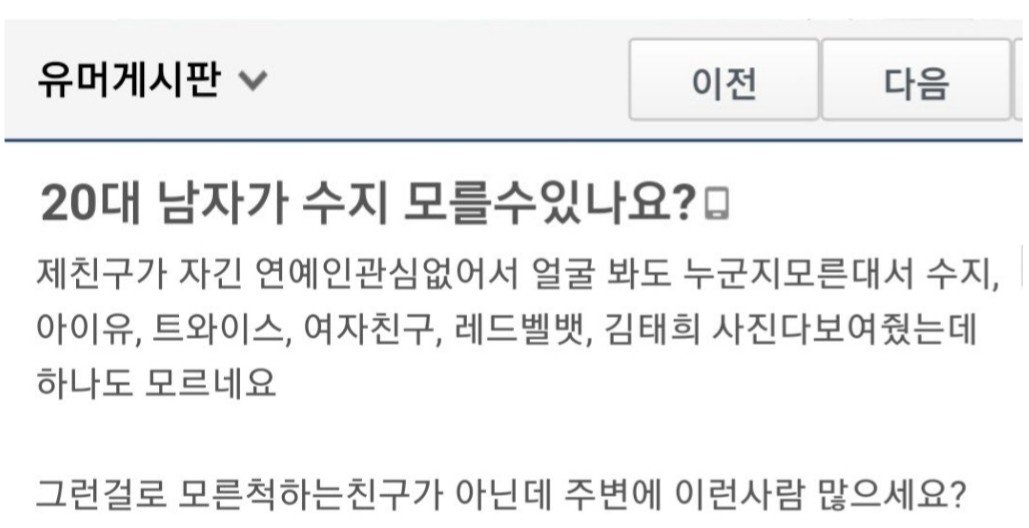 유머게시판
이전
다음
20대 남자가 수지 모를수있나요?
제친구가 자긴 연예인관심없어서 얼굴 봐도 누군지모른대서 수지,
아이유, 트와이스, 여자친구, 레드벨뱃, 김태희 사진다보여줬는데
하나도 모르네요
그런걸로 모른척하는친구가 아닌데 주변에 이런사람 많으세요?